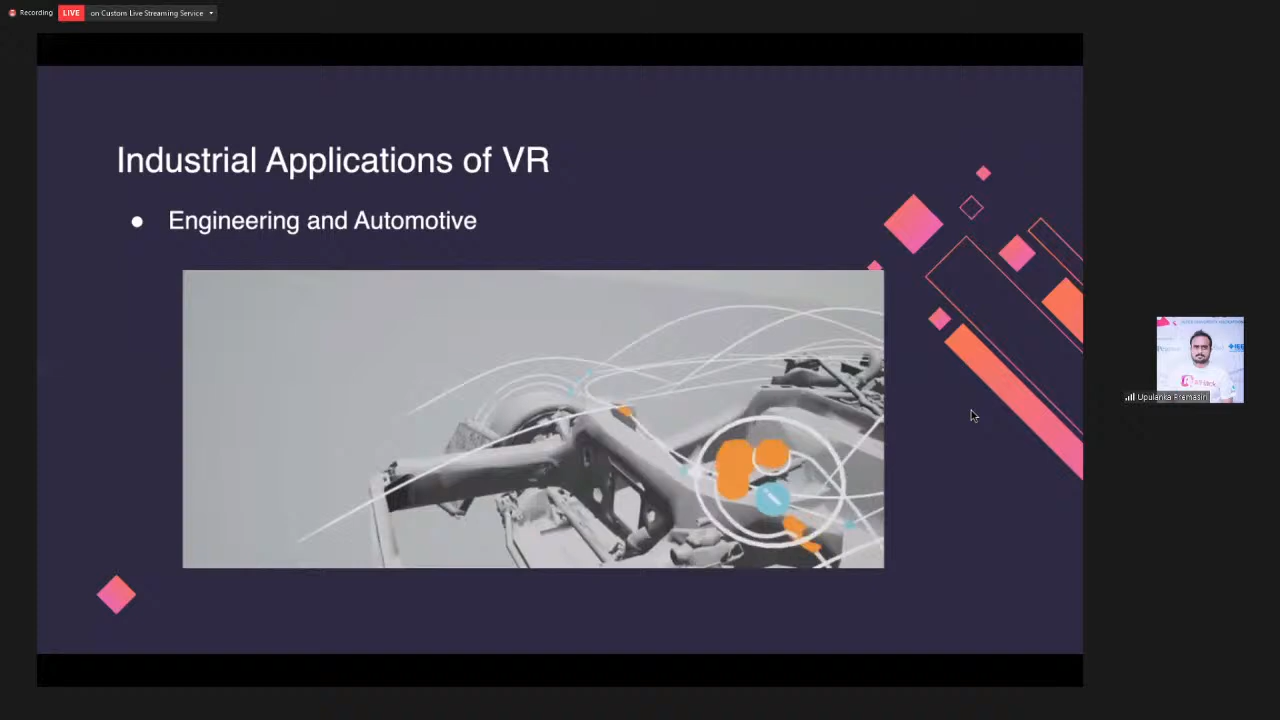 Recording
LIVE
on Custom Live Streaming Service
Industrial Applications of VR
● Engineering and Automotive
Upulanka Premasiri